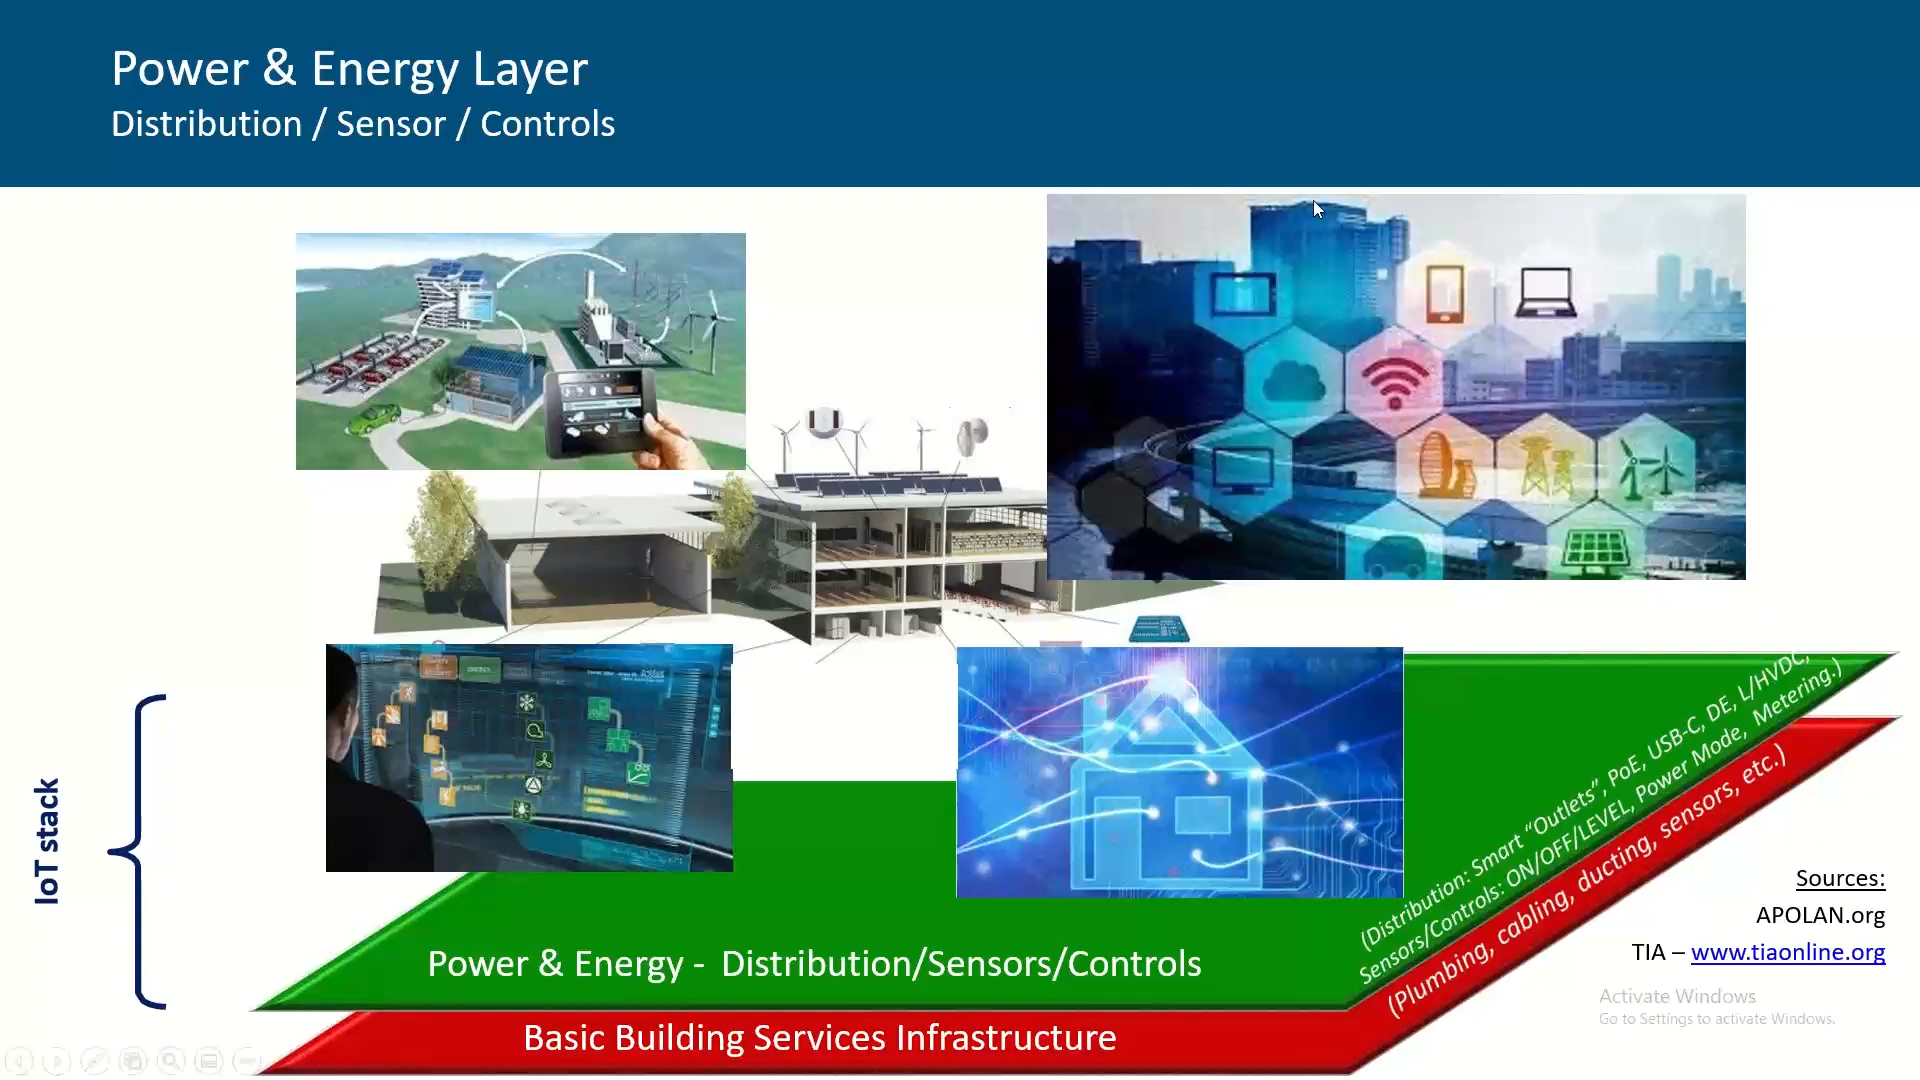 Power & Energy Layer
Distribution / Sensor / Controls
IoT stack
(Distribution: Smart “Outlets”, PoE, USB-C, DE, L/HVDC,
Sensors/Controls: ON/OFF/LEVEL, Power Mode, Metering.)
(Plumbing, cabling, ducting, sensors, etc.)
Power & Energy - Distribution/Sensors/Controls
Basic Building Services Infrastructure
Sources:
APOLAN.org
TIA – www.tiaonline.org
Activate Windows
Go to Settings to activate Windows.